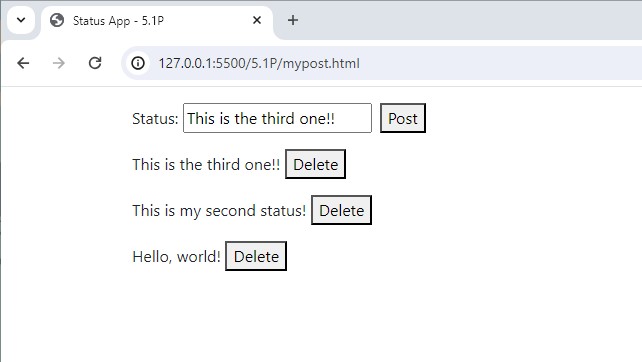 Status App - 5.1P
127.0.0.1:5500/5.1P/mypost.html
Status: This is the third one!! Post
This is the third one!! Delete
This is my second status! Delete
Hello, world! Delete